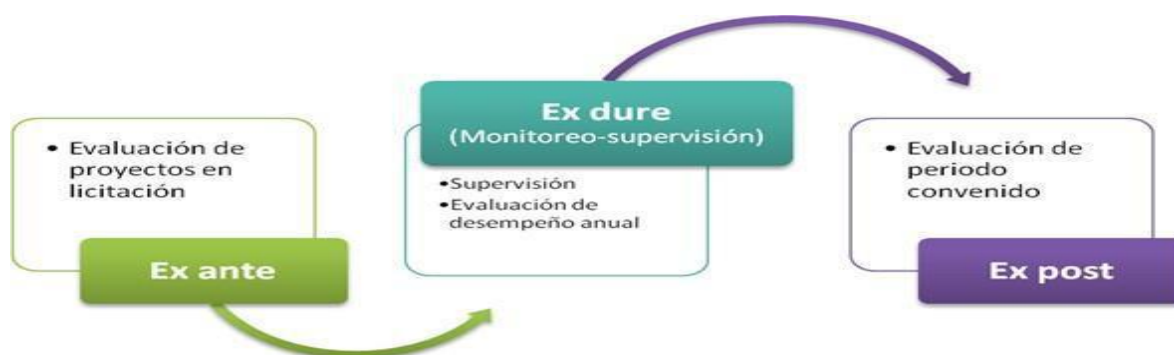 • Evaluación de
proyectos en
licitación
Ex ante
Ex dure
(Monitoreo-supervisión)
•Supervisión
•Evaluación de
desempeño anual
• Evaluación de
periodo
convenido
Ex post